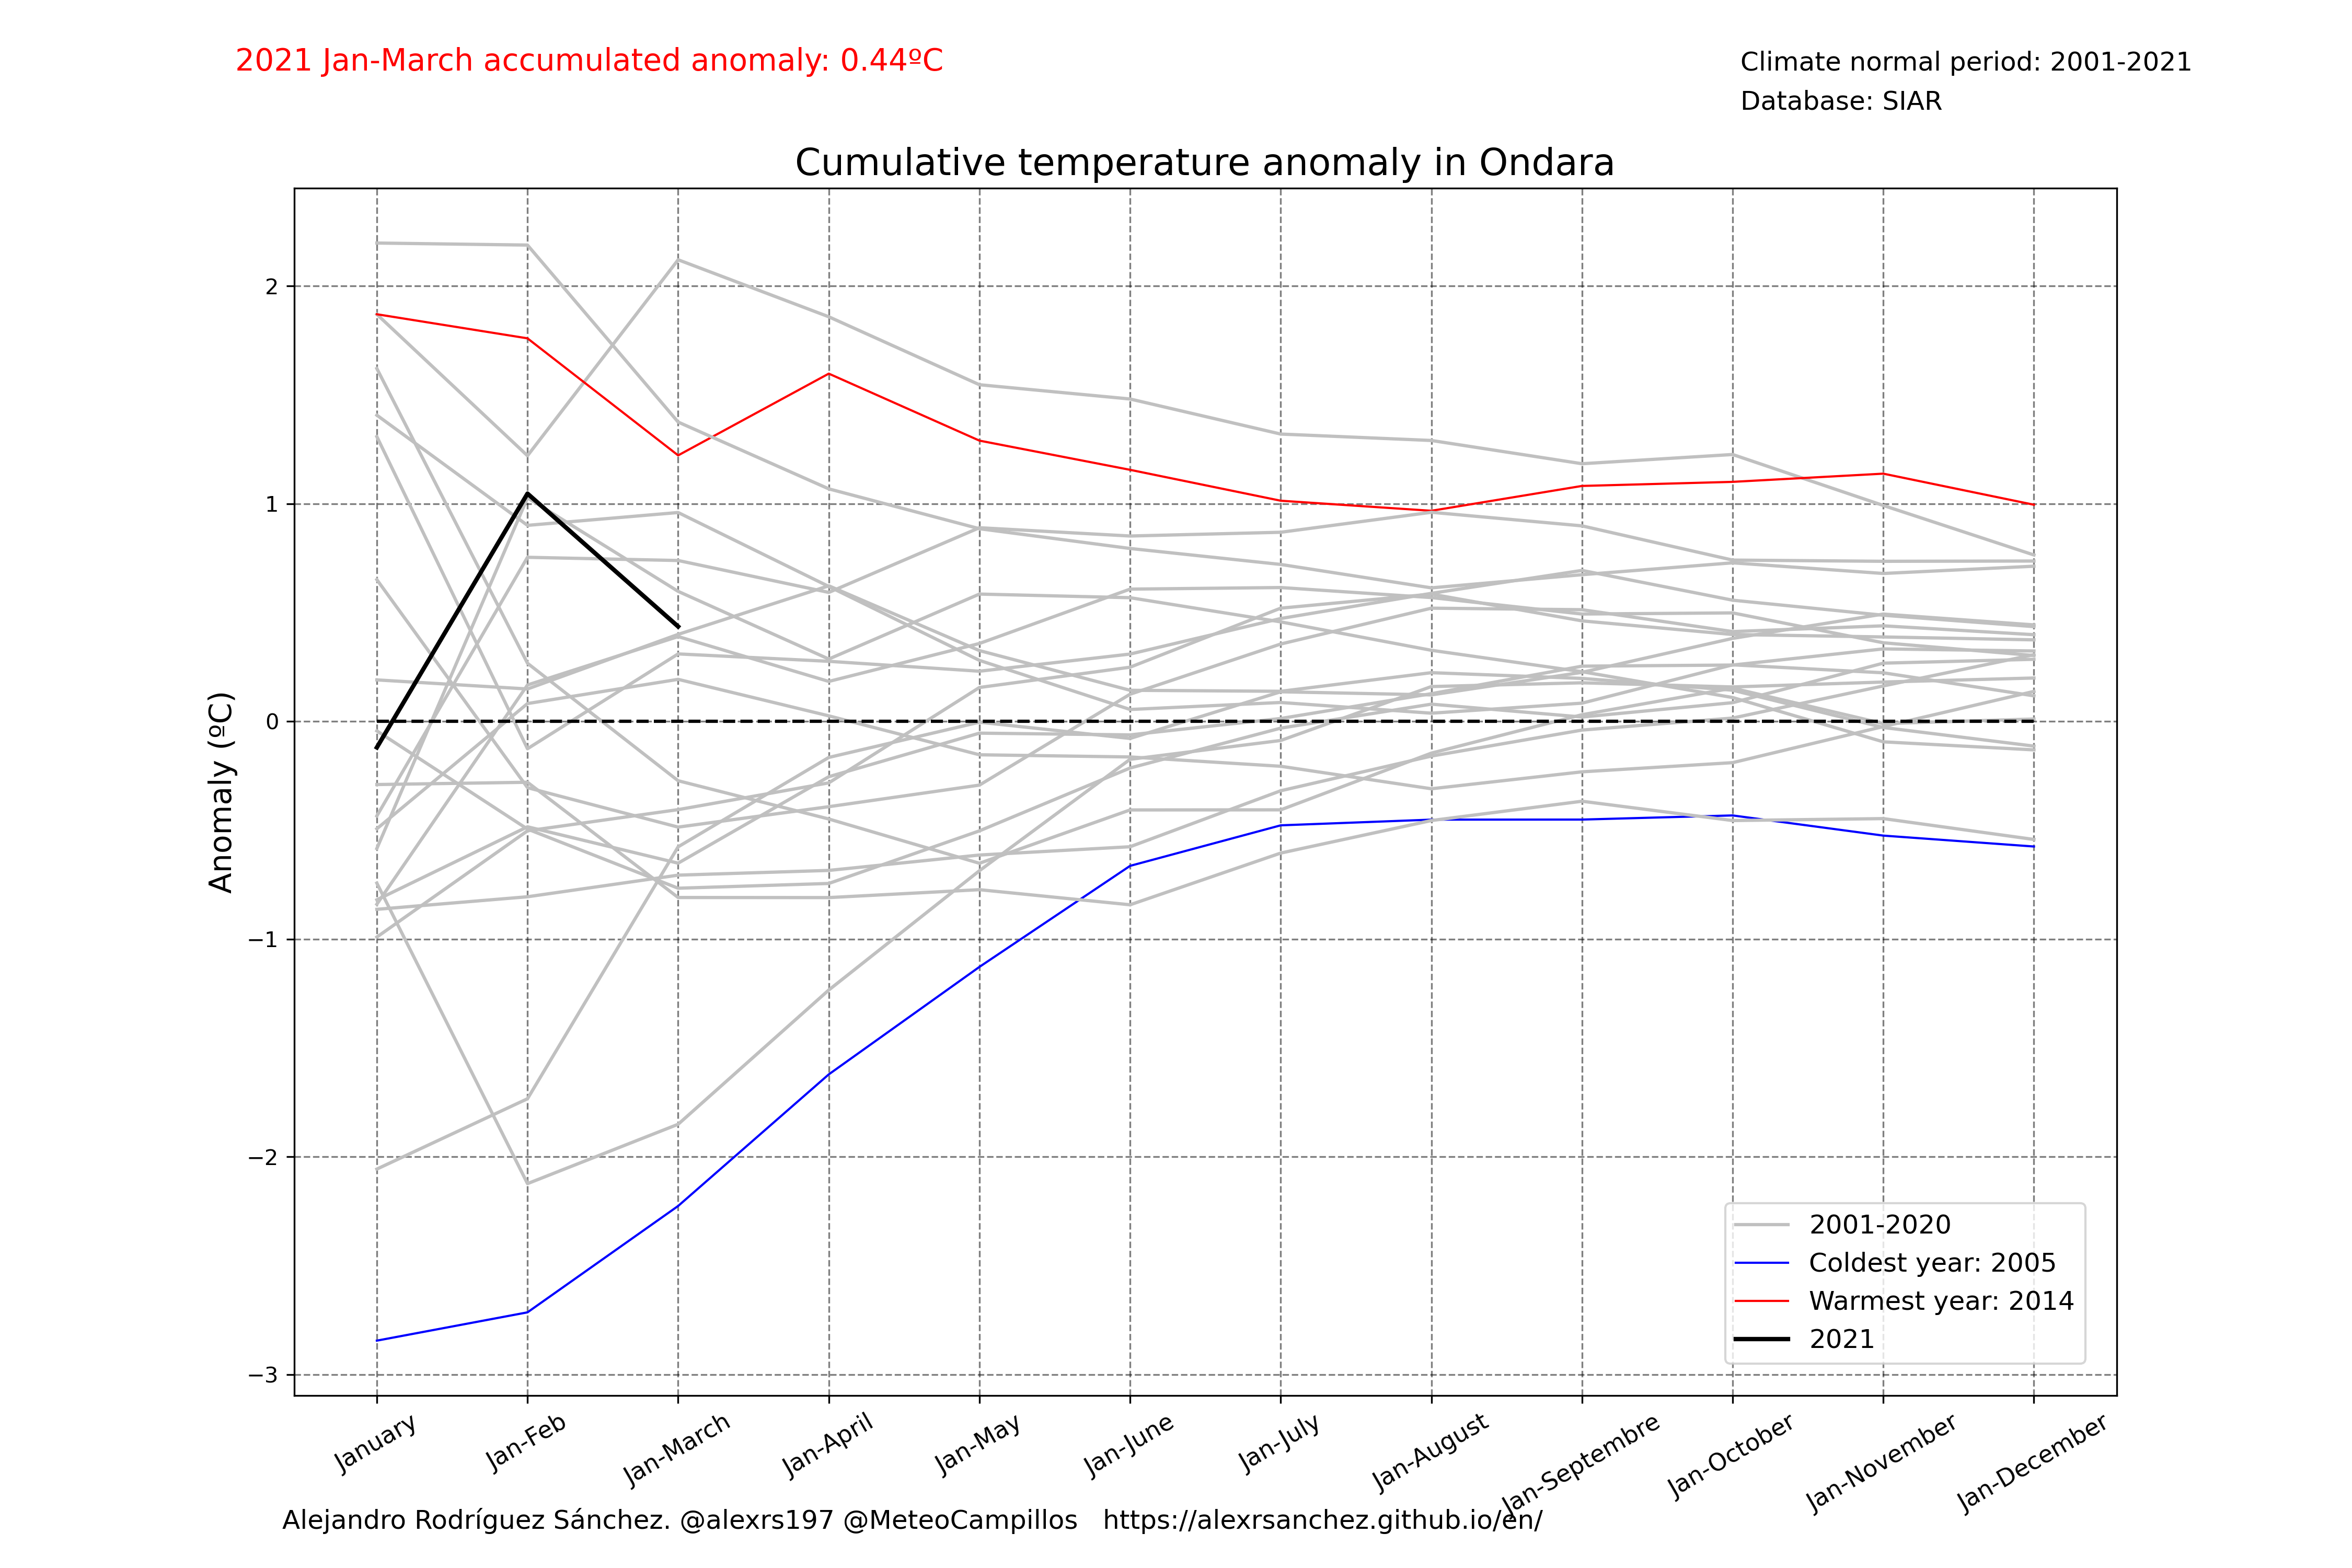 2021 Jan-March accumulated anomaly: 0.44ºC
Climate normal period: 2001-2021
Database: SIAR
Cumulative temperature anomaly in Ondara
Anomaly (ºC)
2
1
0
−1
−2
−3
2001-2020
Coldest year: 2005
Warmest year: 2014
2021
January
Jan-Feb
Jan-March
Jan-April
Jan-May
Jan-June
Jan-July
Jan-August
Jan-Septembre
Jan-October
Jan-November
Jan-December
Alejandro Rodríguez Sánchez. @alexrs197 @MeteoCampillos https://alexrsanchez.github.io/en/